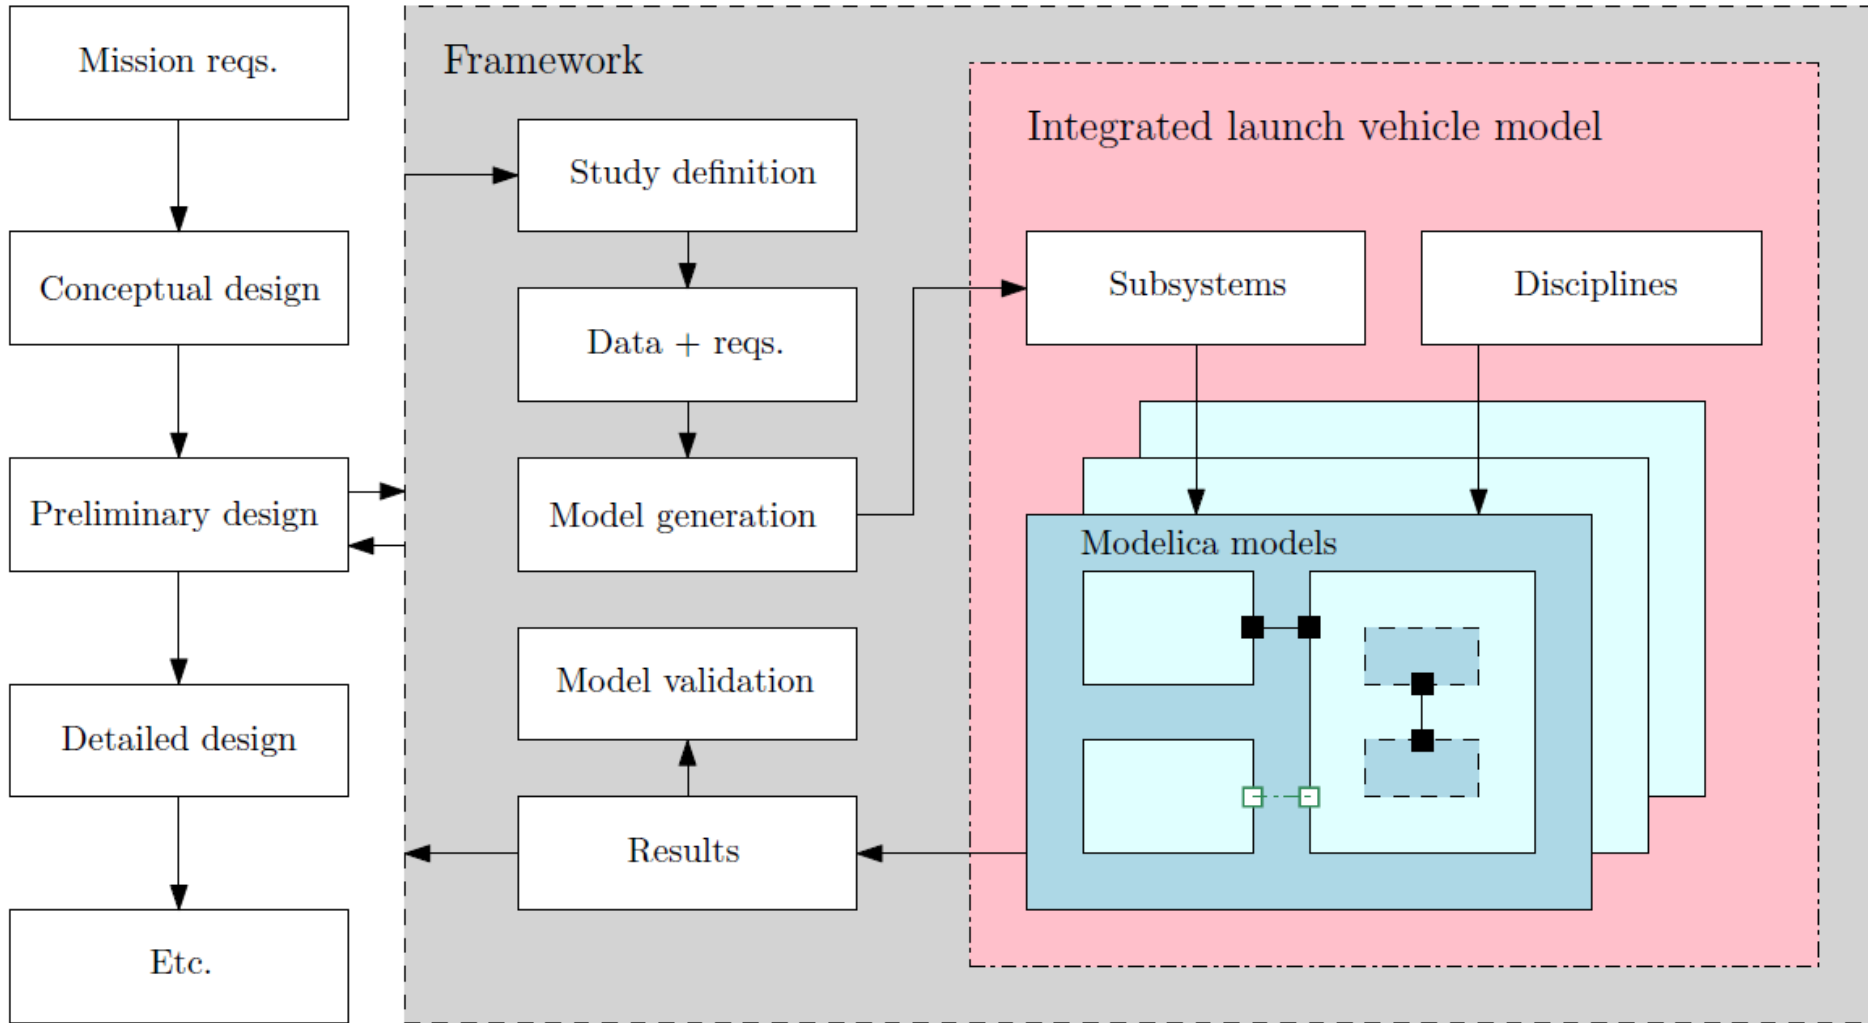 Mission reqs.
Conceptual design
Preliminary design
Detailed design
Etc.
Framework
Study definition
Data + reqs.
Model generation
Model validation
Results
Integrated launch vehicle model
Subsystems
Disciplines
Modelica models